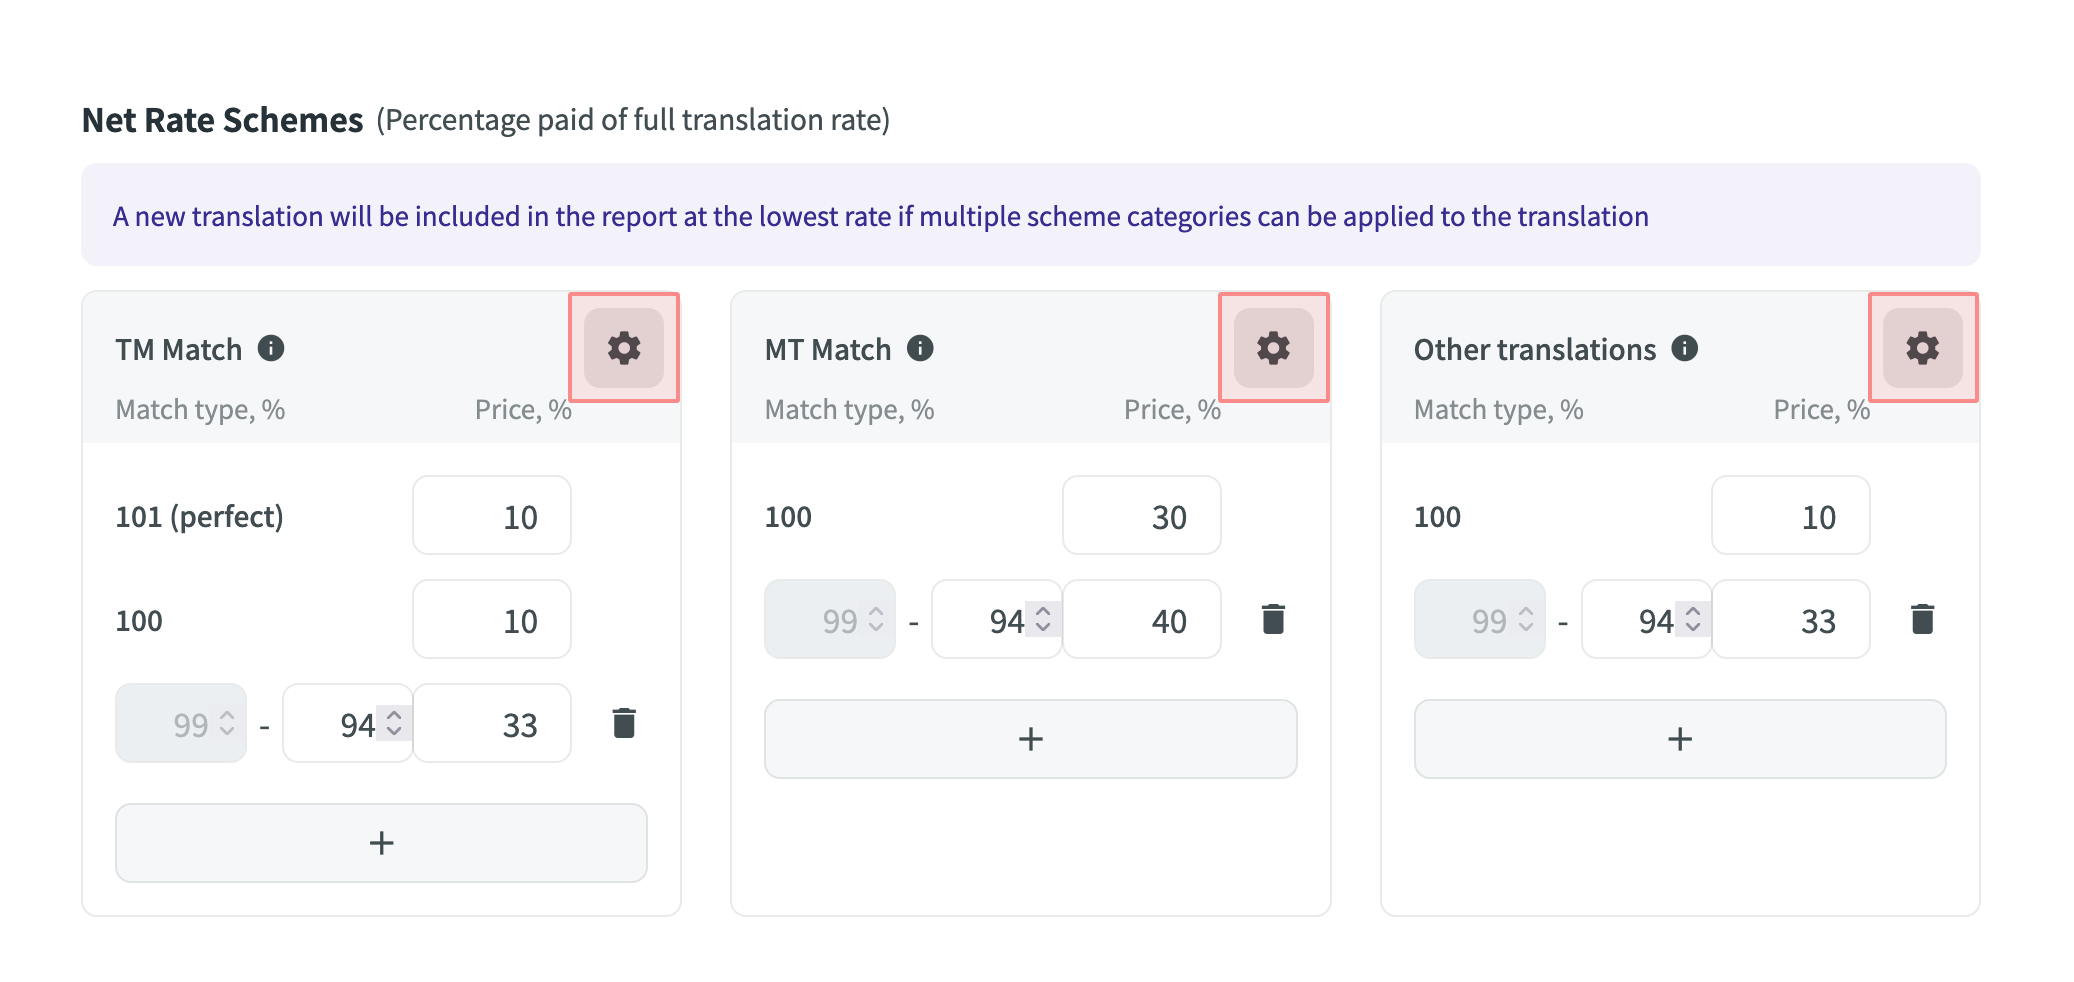 Net Rate Schemes (Percentage paid of full translation rate)
A new translation will be included in the report at the lowest rate if multiple scheme categories can be applied to the translation
TM Match
Match type, % Price, %
101 (perfect) 10
100 10
99 - 94 33
+
MT Match
Match type, % Price, %
100 30
99 - 94 40
+
Other translations
Match type, % Price, %
100 10
99 - 94 33
+